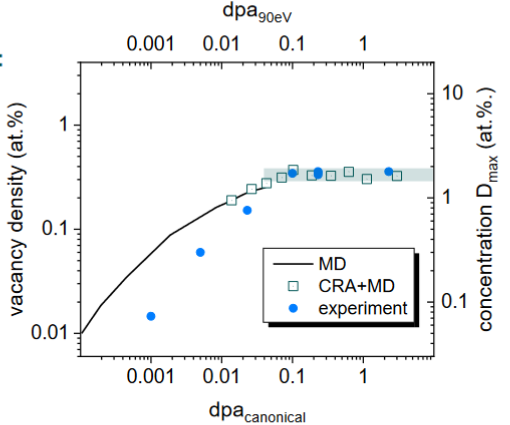 dpa90eV
0.001 0.01 0.1 1
vacancy density (at.%)
1
0.1
0.01
10
1
0.1
concentration Dmax (at.%.)
MD
CRA+MD
experiment
0.001 0.01 0.1 1
dpacanonical